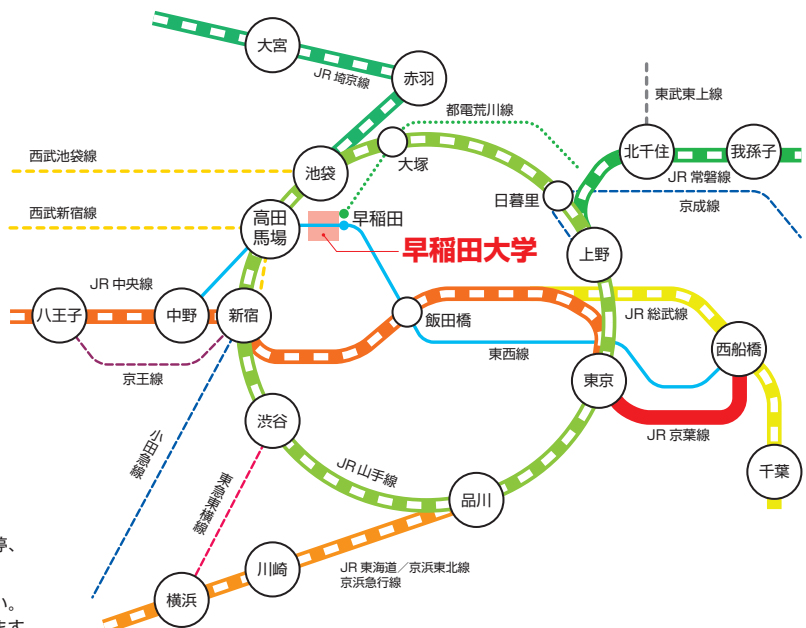 大宮
JR 埼京線
赤羽
東武東上線
都電荒川線
北千住
我孫子
JR 常磐線
西武池袋線
池袋
大塚
日暮里
京成線
西武新宿線
高田
馬場
早稲田
早稲田大学
上野
JR 中央線
八王子
中野
新宿
飯田橋
JR 総武線
京王線
東西線
西船橋
東京
小田急線
渋谷
JR 京葉線
JR 山手線
東急東横線
千葉
品川
停、
川崎
JR 東海道／京浜東北線
京浜急行線
横浜
い。
ます